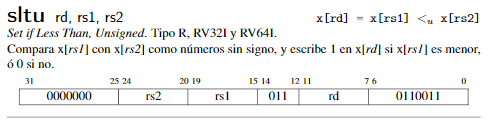 sltu rd, rs1, rs2 x[rd] = x[rs1] <u x[rs2]
Set if Less Than, Unsigned. Tipo R, RV32I y RV64I.
Compara x[rs1] con x[rs2] como números sin signo, y escribe 1 en x[rd] si x[rs1] es menor,
ó 0 si no.
31 25 24 20 19 15 14 12 11 7 6 0
0000000 rs2 rs1 011 rd 0110011